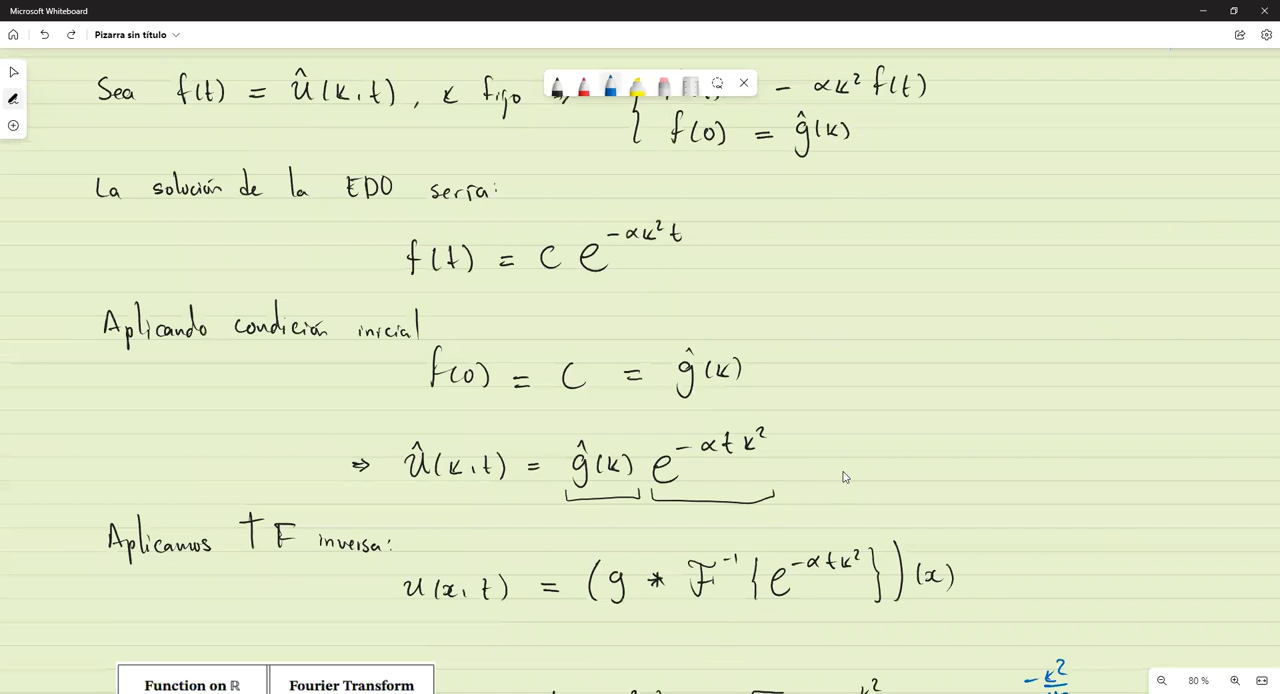 Microsoft Whiteboard
Pizarra sin título
Sea f(t) = û(k,t), k fijo
- αk² f(t)
f(0) = ĝ(k)
La solución de la EDO sería:
f(t) = C e^{-αk²t}
Aplicando condición inicial
f(0) = C = ĝ(k)
⇒ û(k,t) = ĝ(k) e^{-αtk²}
Aplicamos TF inversa:
u(x,t) = (g * F⁻¹{e^{-αtk²}})(x)
Function on ℝ Fourier Transform
80 %